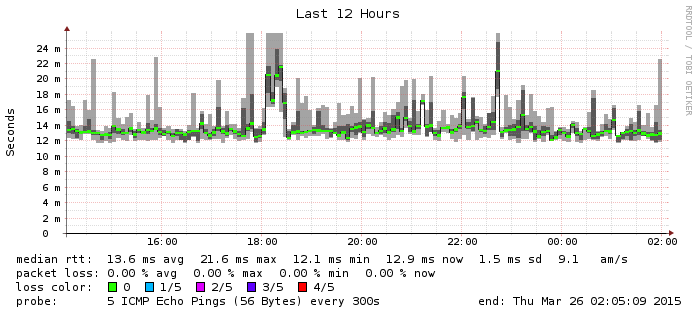 Last 12 Hours
RRDTOOL / TOBI OETIKER
Seconds
24 m
22 m
20 m
18 m
16 m
14 m
12 m
10 m
8 m
6 m
4 m
2 m
0
16:00 18:00 20:00 22:00 00:00 02:00
median rtt: 13.6 ms avg 21.6 ms max 12.1 ms min 12.9 ms now 1.5 ms sd 9.1 am/s
packet loss: 0.00 % avg 0.00 % max 0.00 % min 0.00 % now
loss color: 0 1/5 2/5 3/5 4/5
probe: 5 ICMP Echo Pings (56 Bytes) every 300s end: Thu Mar 26 02:05:09 2015